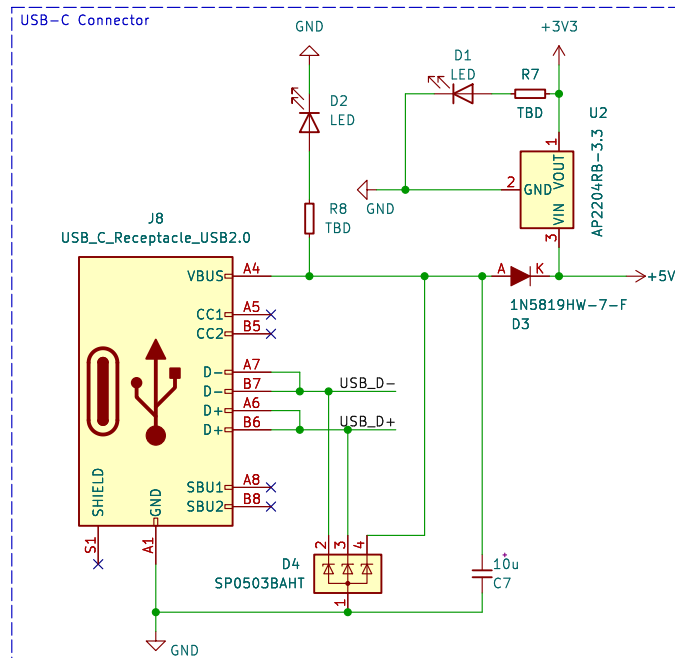 USB-C Connector
GND
+3V3
D1
LED
R7
TBD
D2
LED
U2
1
VOUT
2
GND
VIN
3
AP2204RB-3.3
GND
R8
TBD
J8
USB_C_Receptacle_USB2.0
VBUS
A4
A
K
+5V
1N5819HW-7-F
D3
CC1
A5
CC2
B5
D-
A7
D-
B7
USB_D-
D+
A6
D+
B6
USB_D+
SBU1
A8
SBU2
B8
SHIELD
GND
S1
A1
2
3
4
D4
SP0503BAHT
1
10u
C7
GND